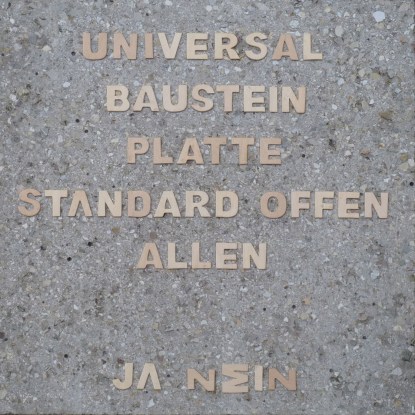 UNIVERSAL
BAUSTEIN
PLATTE
STANDARD OFFEN
ALLEN
JA NEIN